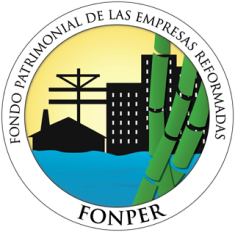 FONDO PATRIMONIAL DE LAS EMPRESAS REFORMADAS
FONPER